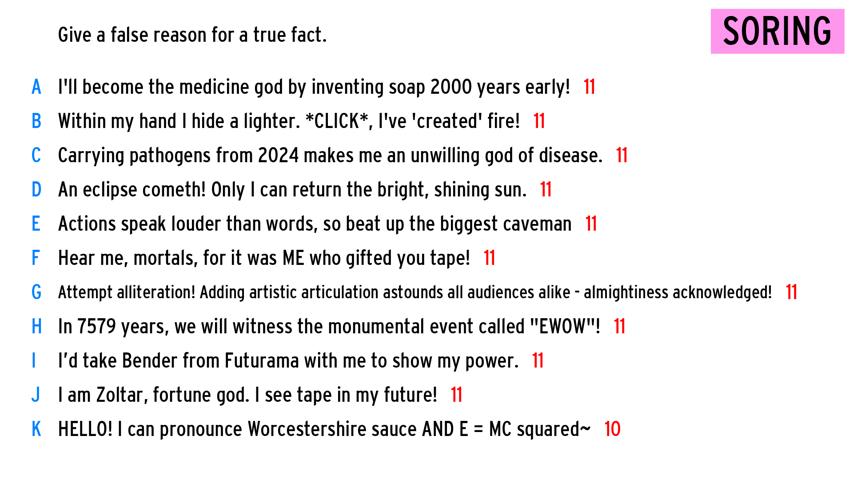 Give a false reason for a true fact.
SORING
A I'll become the medicine god by inventing soap 2000 years early! 11
B Within my hand I hide a lighter. *CLICK*, I've 'created' fire! 11
C Carrying pathogens from 2024 makes me an unwilling god of disease. 11
D An eclipse cometh! Only I can return the bright, shining sun. 11
E Actions speak louder than words, so beat up the biggest caveman 11
F Hear me, mortals, for it was ME who gifted you tape! 11
G Attempt alliteration! Adding artistic articulation astounds all audiences alike - almightiness acknowledged! 11
H In 7579 years, we will witness the monumental event called "EWOW"! 11
I I’d take Bender from Futurama with me to show my power. 11
J I am Zoltar, fortune god. I see tape in my future! 11
K HELLO! I can pronounce Worcestershire sauce AND E = MC squared~ 10